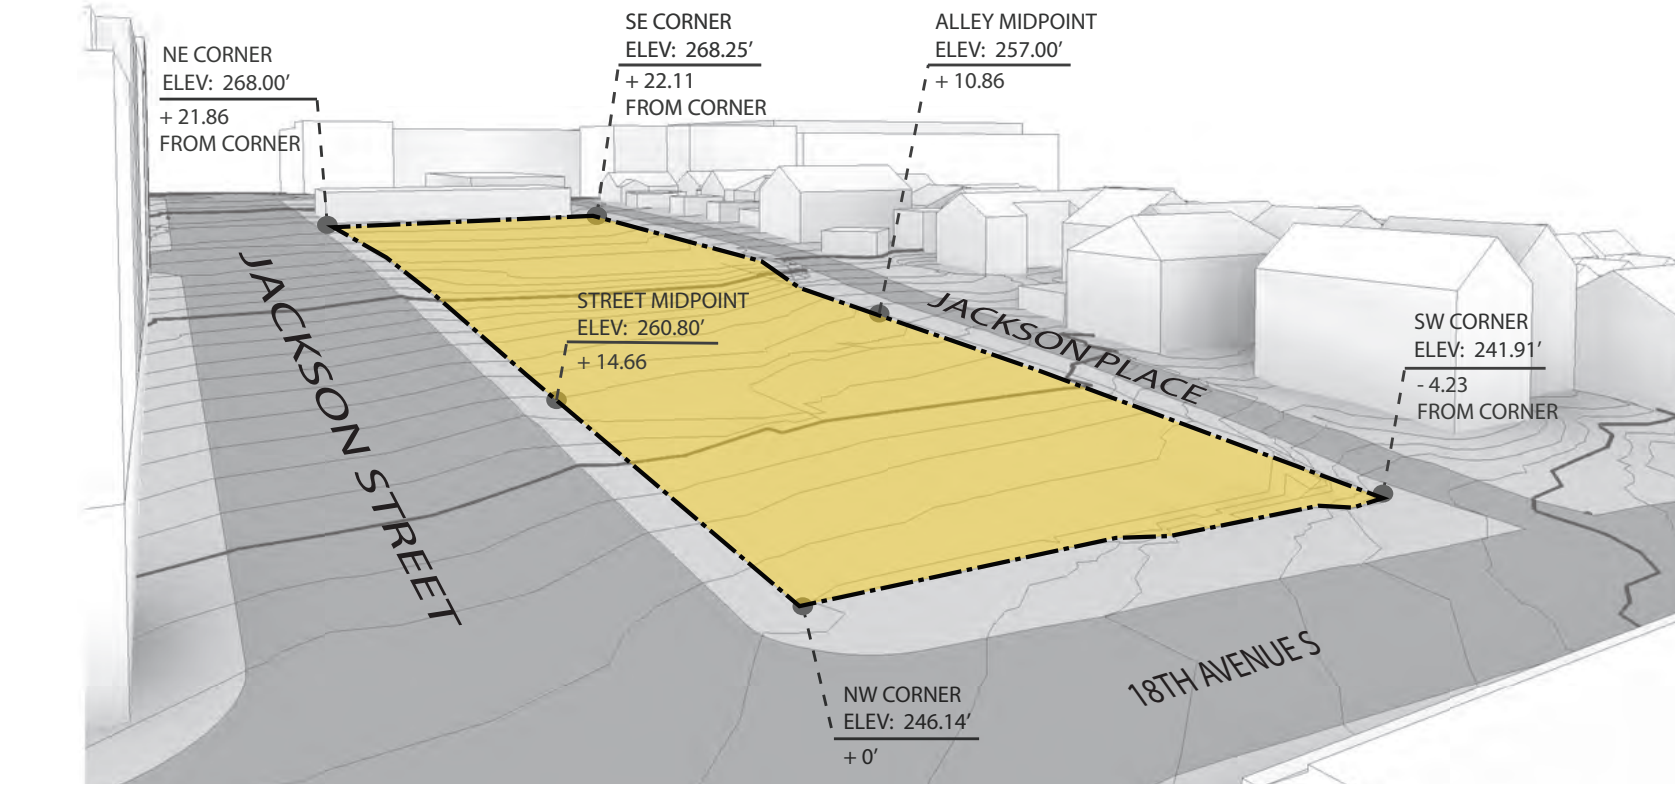 NE CORNER
ELEV: 268.00′
+ 21.86
FROM CORNER
SE CORNER
ELEV: 268.25′
+ 22.11
FROM CORNER
ALLEY MIDPOINT
ELEV: 257.00′
+ 10.86
STREET MIDPOINT
ELEV: 260.80′
+ 14.66
SW CORNER
ELEV: 241.91′
- 4.23
FROM CORNER
JACKSON STREET
JACKSON PLACE
18TH AVENUE S
NW CORNER
ELEV: 246.14′
+ 0′